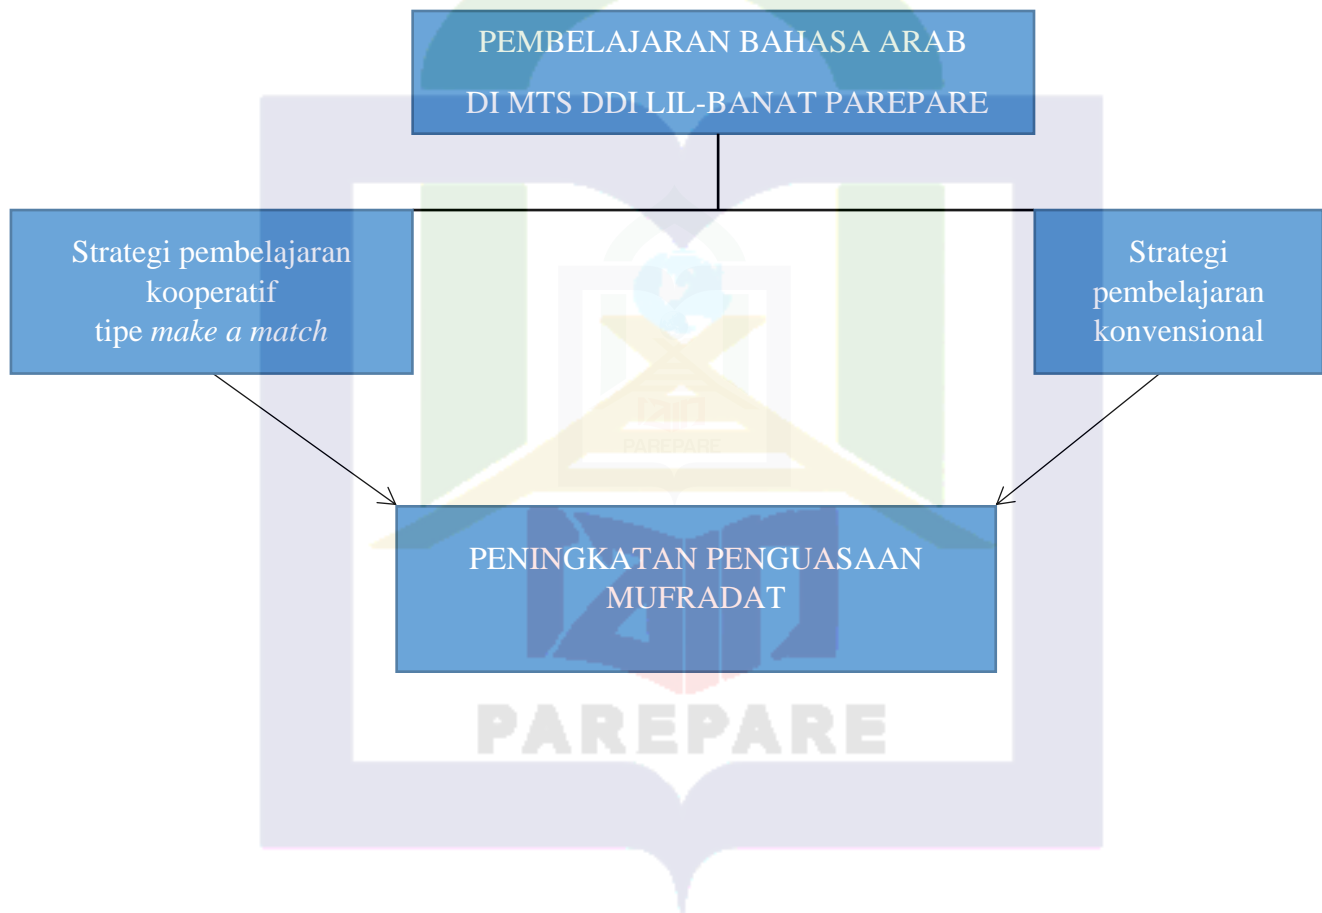 PEMBELAJARAN BAHASA ARAB
DI MTS DDI LIL-BANAT PAREPARE
Strategi pembelajaran
kooperatif
tipe make a match
Strategi
pembelajaran
konvensional
PAREPARE
PENINGKATAN PENGUASAAN
MUFRADAT
PAREPARE